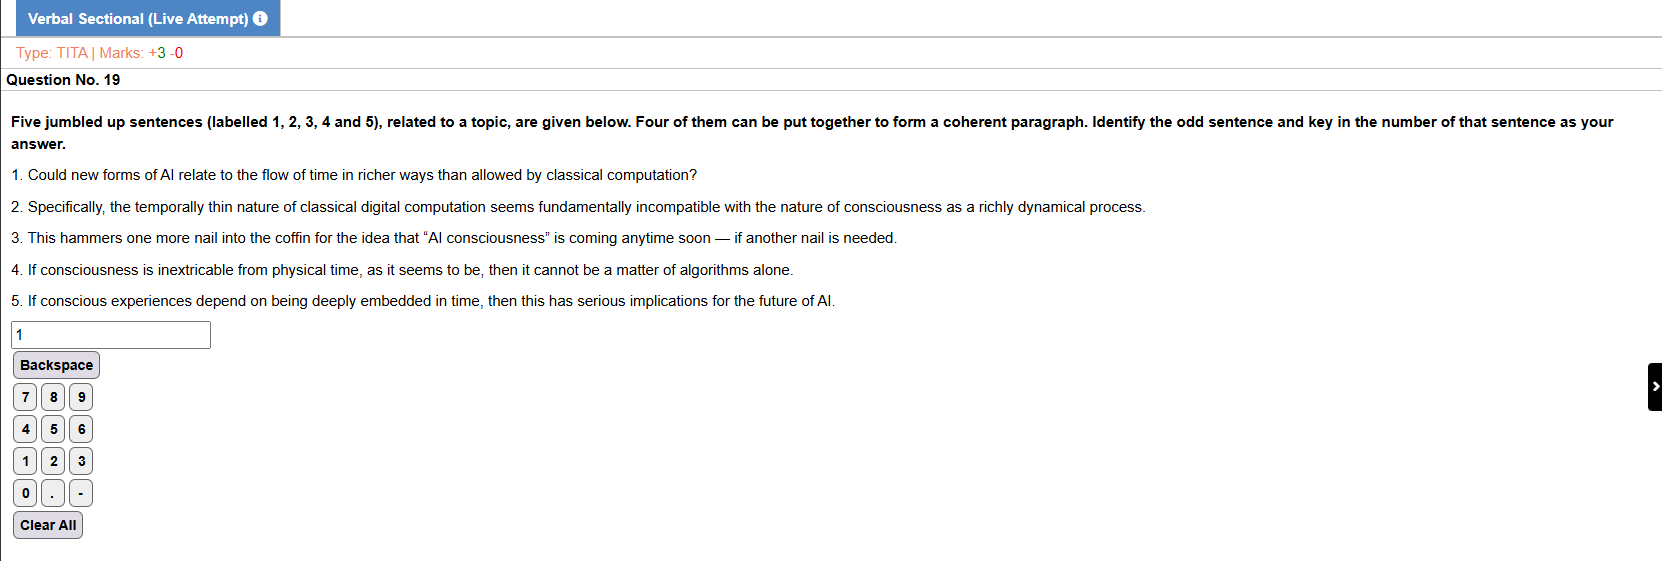 Verbal Sectional (Live Attempt) i
Type: TITA | Marks: +3 -0
Question No. 19
Five jumbled up sentences (labelled 1, 2, 3, 4 and 5), related to a topic, are given below. Four of them can be put together to form a coherent paragraph. Identify the odd sentence and key in the number of that sentence as your
answer.
1. Could new forms of AI relate to the flow of time in richer ways than allowed by classical computation?
2. Specifically, the temporally thin nature of classical digital computation seems fundamentally incompatible with the nature of consciousness as a richly dynamical process.
3. This hammers one more nail into the coffin for the idea that “AI consciousness” is coming anytime soon — if another nail is needed.
4. If consciousness is inextricable from physical time, as it seems to be, then it cannot be a matter of algorithms alone.
5. If conscious experiences depend on being deeply embedded in time, then this has serious implications for the future of AI.
1
Backspace
7 8 9
4 5 6
1 2 3
0 . -
Clear All